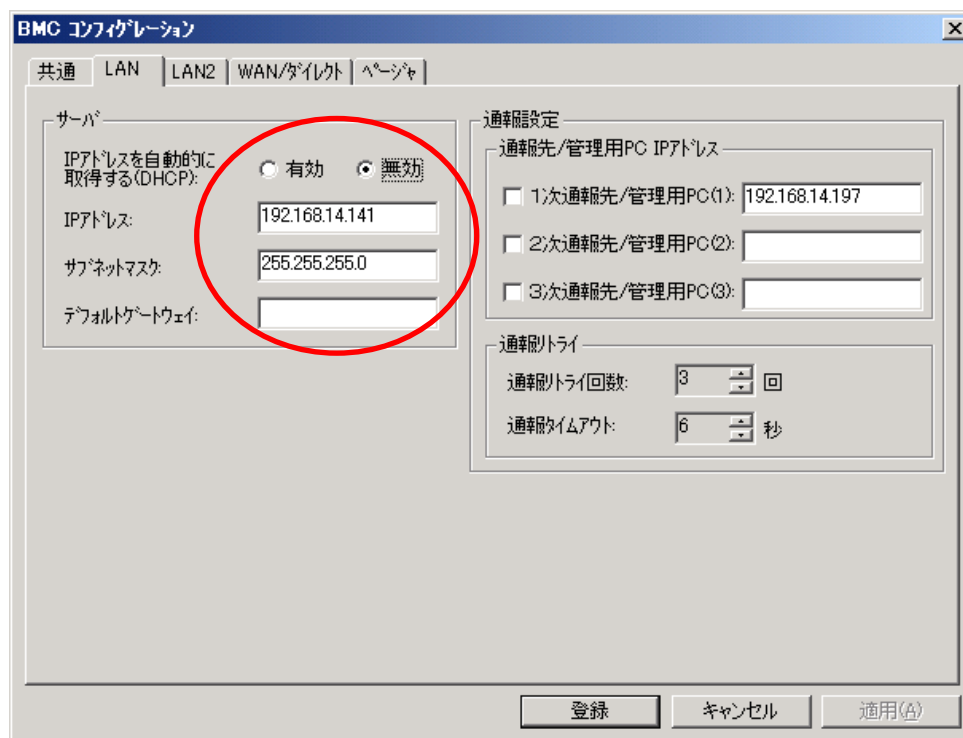 BMC ｺﾝﾌｨｸﾞﾚｰｼｮﾝ
共通 LAN LAN2 WAN/ﾀﾞｲﾚｸﾄ ﾍﾟｰｼﾞｬ
ｻｰﾊﾞ
IPｱﾄﾞﾚｽを自動的に
取得する(DHCP):
有効 無効
IPｱﾄﾞﾚｽ:
192.168.14.141
ｻﾌﾞﾈｯﾄﾏｽｸ:
255.255.255.0
ﾃﾞﾌｫﾙﾄｹﾞｰﾄｳｪｲ:
通報設定
通報先/管理用PC IPｱﾄﾞﾚｽ
1次通報先/管理用PC(1): 192.168.14.197
2次通報先/管理用PC(2):
3次通報先/管理用PC(3):
通報ﾘﾄﾗｲ
通報ﾘﾄﾗｲ回数: 3 回
通報ﾀｲﾑｱｳﾄ: 6 秒
登録 キャンセル 適用(A)